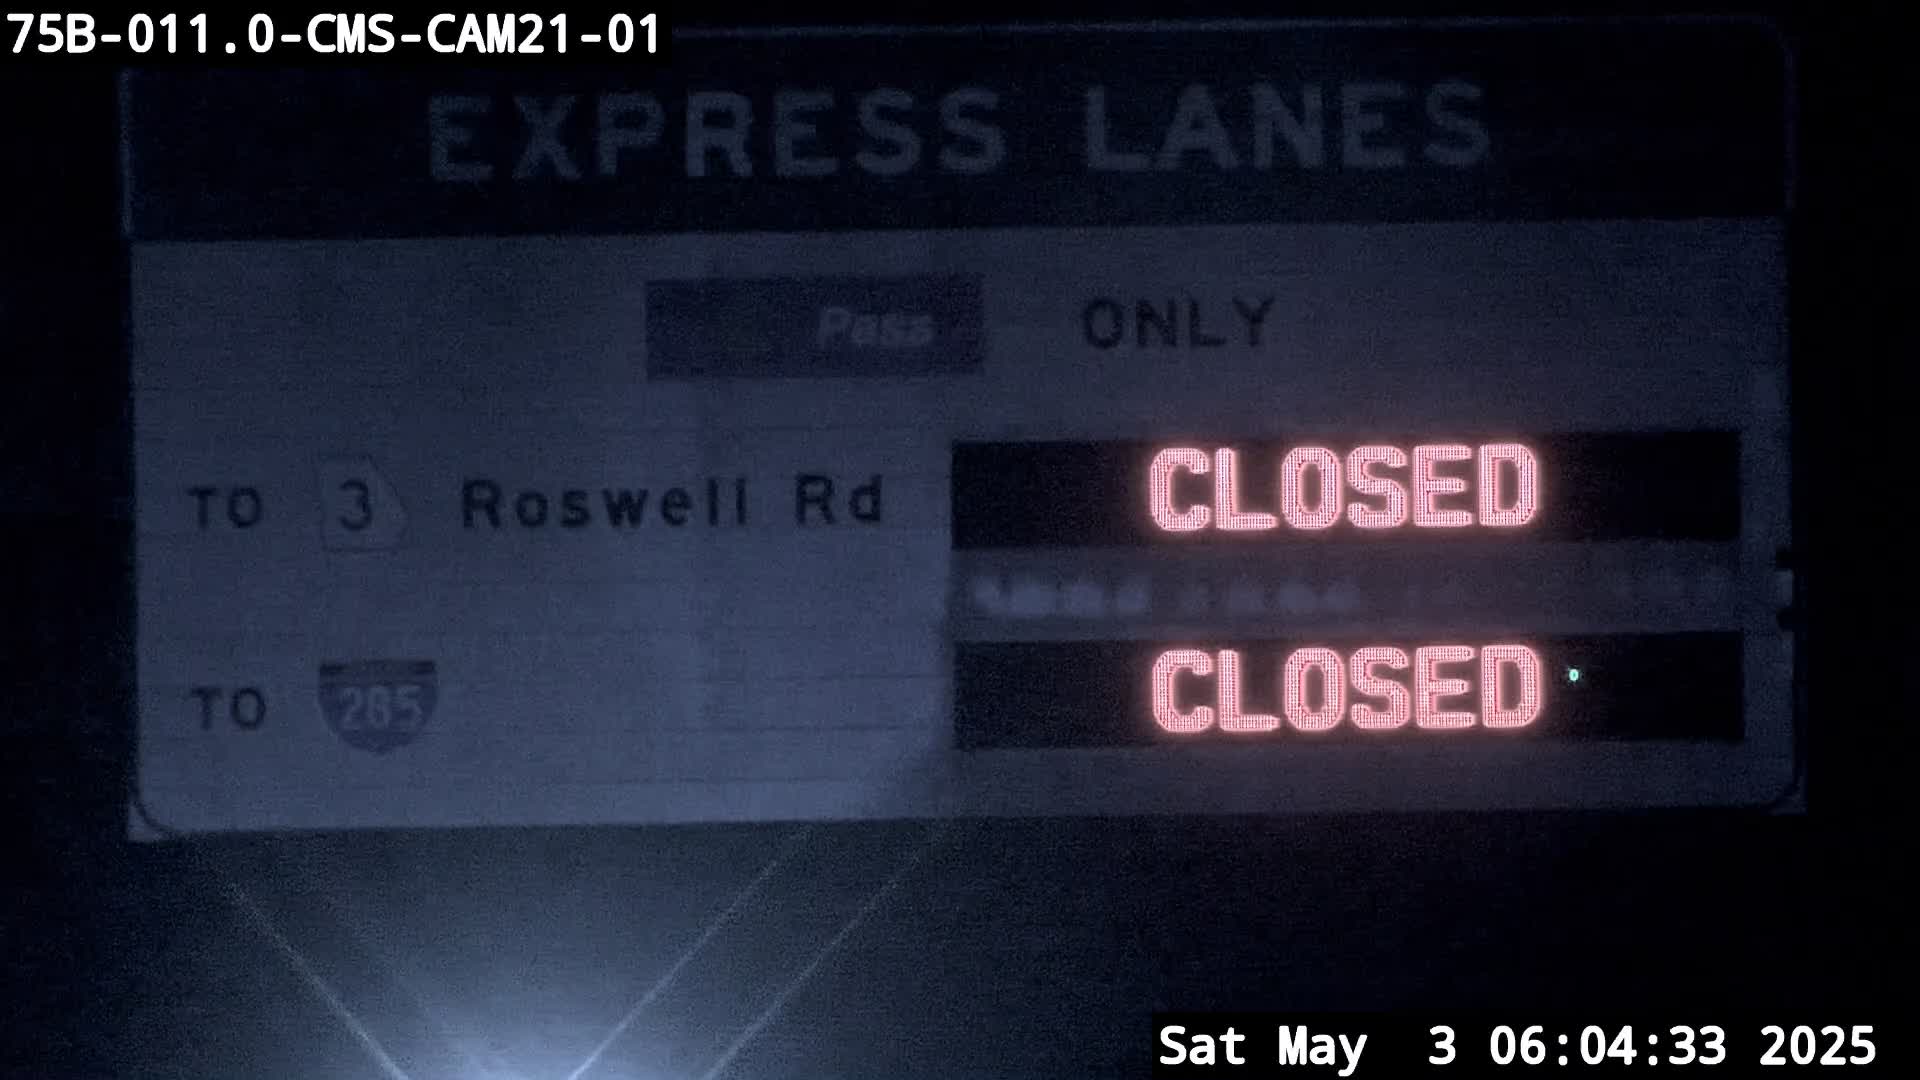 75B-011.0-CMS-CAM21-01
EXPRESS LANES
Pass ONLY
TO 3 Roswell Rd CLOSED
TO 285 CLOSED
Sat May 3 06:04:33 2025